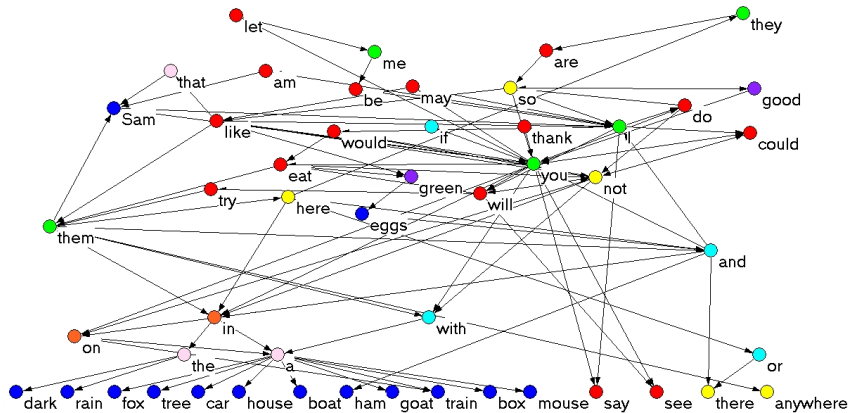 let
they
me
are
that
am
be
may
so
good
Sam
like
would
if
thank
I
do
could
eat
green
you
not
try
here
eggs
will
them
and
in
with
on
the
a
or
dark
rain
fox
tree
car
house
boat
ham
goat
train
box
mouse
say
see
there
anywhere